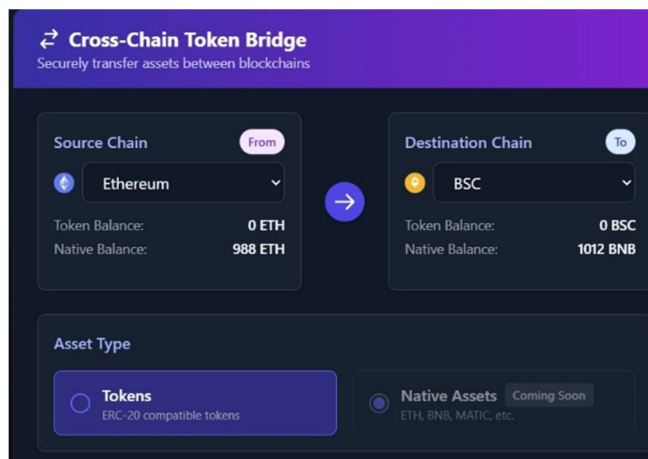 Cross-Chain Token Bridge
Securely transfer assets between blockchains
Source Chain From
Ethereum
Token Balance: 0 ETH
Native Balance: 988 ETH
Destination Chain To
BSC
Token Balance: 0 BSC
Native Balance: 1012 BNB
Asset Type
Tokens
ERC-20 compatible tokens
Native Assets Coming Soon
ETH, BNB, MATIC, etc.